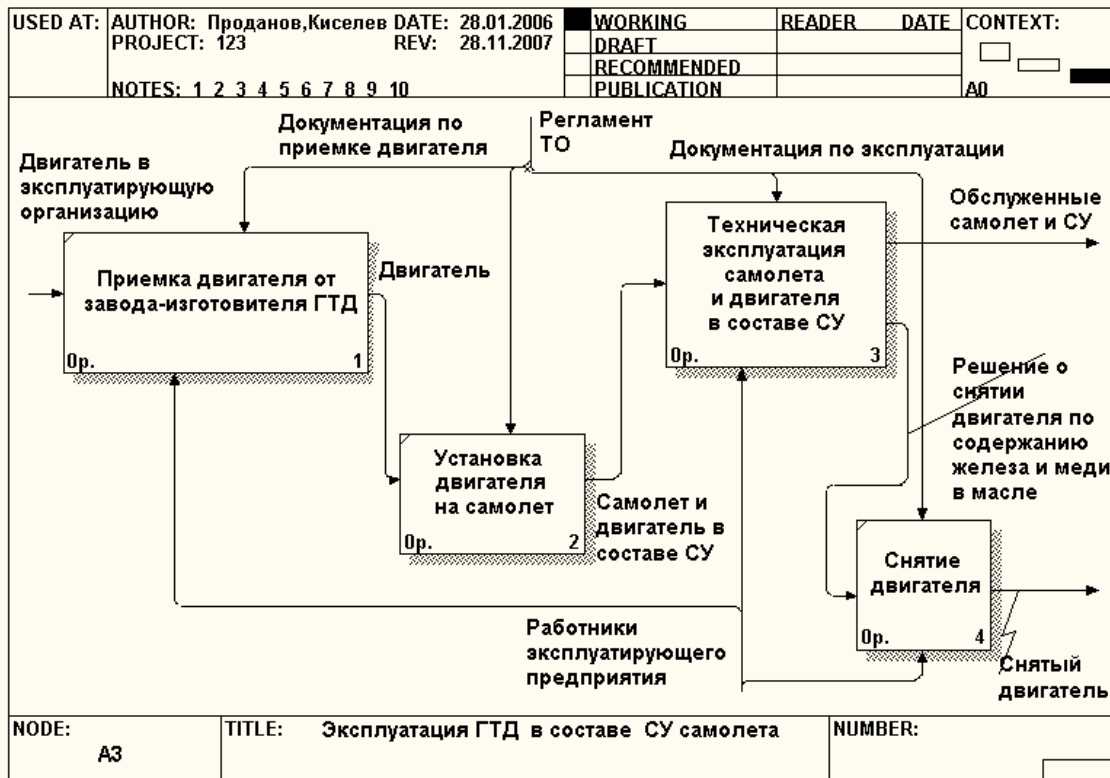 USED AT:
AUTHOR: Проданов,Киселев DATE: 28.01.2006
PROJECT: 123 REV: 28.11.2007
NOTES: 1 2 3 4 5 6 7 8 9 10
WORKING
DRAFT
RECOMMENDED
PUBLICATION
READER DATE
CONTEXT:
A0
Документация по
приемке двигателя
Регламент
ТО
Документация по эксплуатации
Двигатель в
эксплуатирующую
организацию
Обслуженные
самолет и СУ
Приемка двигателя от
завода-изготовителя ГТД
0р. 1
Двигатель
Техническая
эксплуатация
самолета
и двигателя
в составе СУ
0р. 3
Решение о
снятии
двигателя по
содержанию
железа и меди
в масле
Установка
двигателя
на самолет
0р. 2
Самолет и
двигатель в
составе СУ
Снятие
двигателя
0р. 4
Работники
эксплуатирующего
предприятия
Снятый
двигатель
NODE:
A3
TITLE: Эксплуатация ГТД в составе СУ самолета
NUMBER: